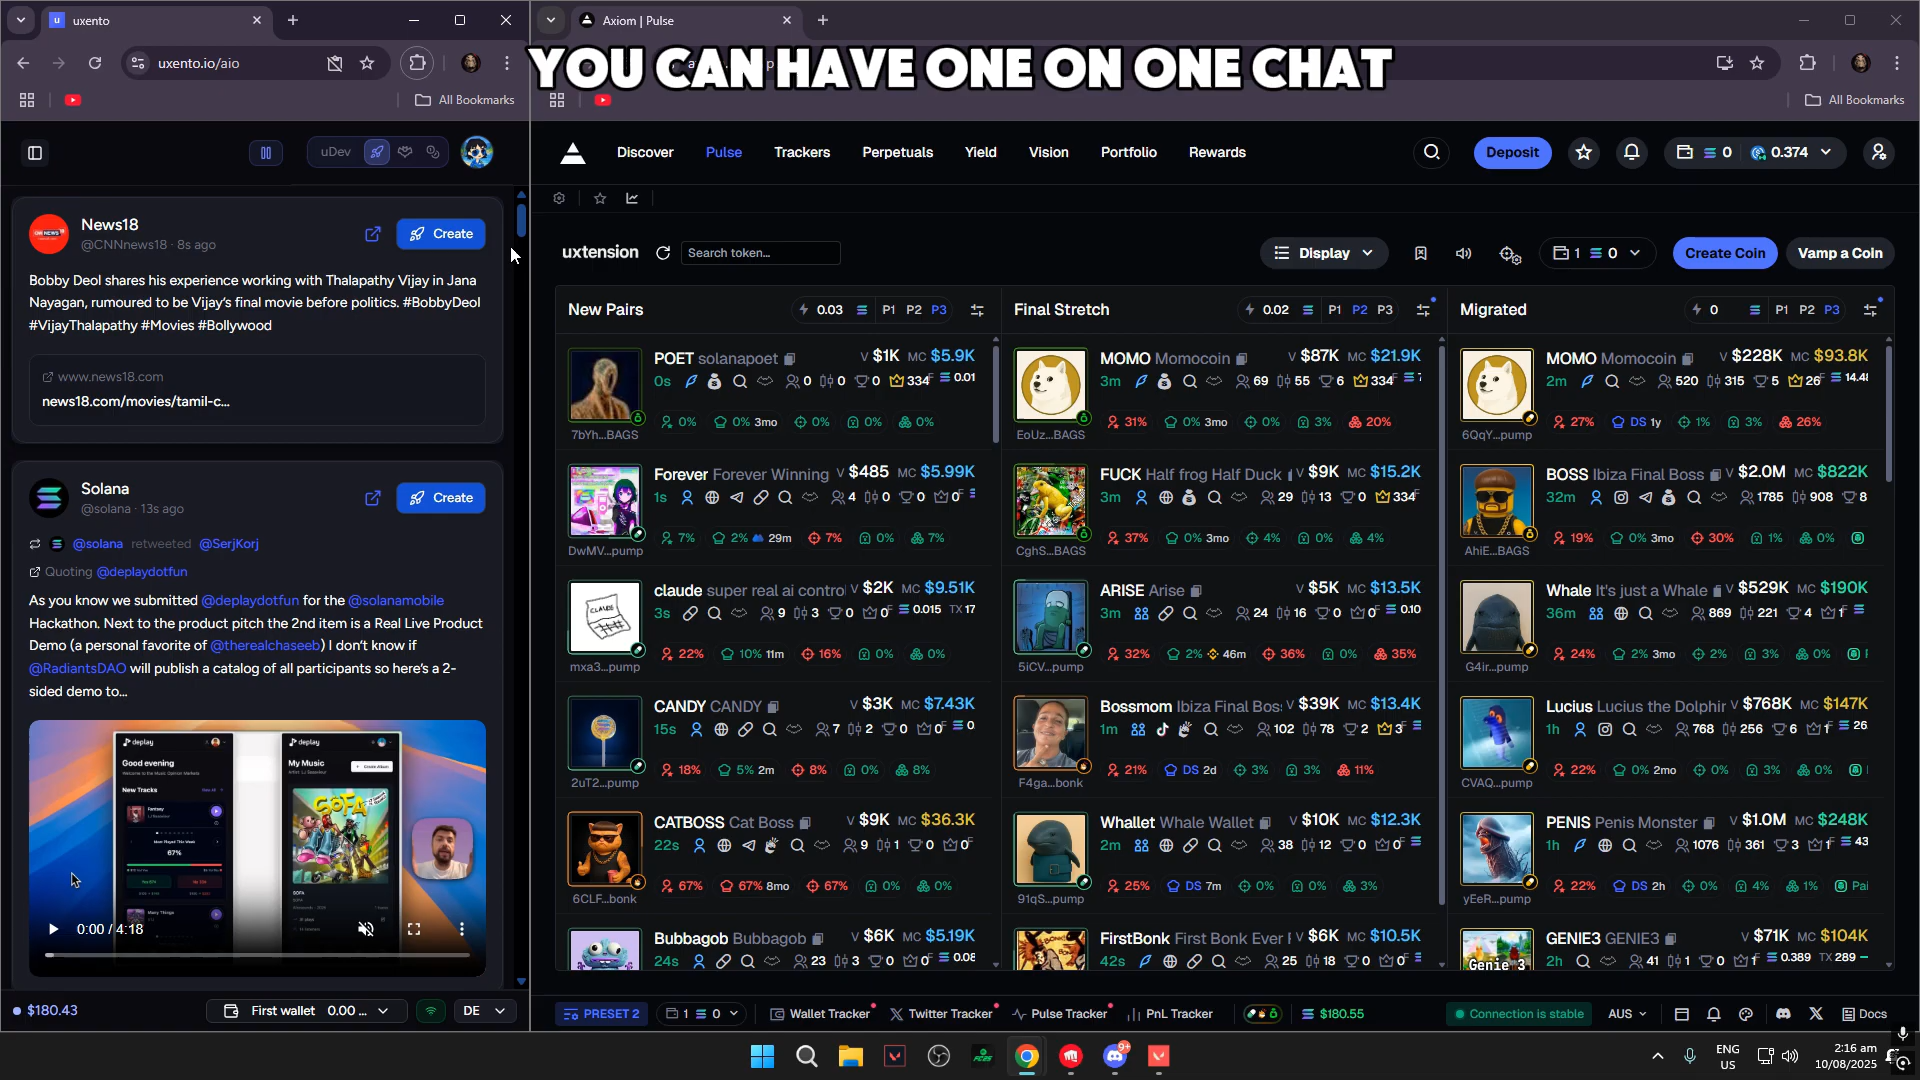 uxento
Axiom | Pulse
uxento.io/aio
YOU CAN HAVE ONE ON ONE CHAT
All Bookmarks
All Bookmarks
uDev
Discover
Pulse
Trackers
Perpetuals
Yield
Vision
Portfolio
Rewards
Deposit
0
0.374
News18
@CNNnews18 · 8s ago
Create
Bobby Deol shares his experience working with Thalapathy Vijay in Jana
Nayagan, rumoured to be Vijay's final movie before politics. #BobbyDeol
#VijayThalapathy #Movies #Bollywood
www.news18.com
news18.com/movies/tamil-c...
Solana
@solana · 13s ago
Create
@solana retweeted @SerjKorj
Quoting @deplaydotfun
As you know we submitted @deplaydotfun for the @solanamobile
Hackathon. Next to the product pitch the 2nd item is a Real Live Product
Demo (a personal favorite of @therealchaseeb) I don't know if
@RadiantsDAO will publish a catalog of all participants so here's a 2-
sided demo to...
deplay
Good evening
New Tracks
67%
deplay
My Music
SOFA
0:00 / 4:18
$180.43
First wallet 0.00 ...
DE
uxtension
Search token...
Display
1 0
Create Coin
Vamp a Coin
New Pairs
0.03 P1 P2 P3
POET solanapoet V $1K MC $5.9K
0s 0 0 0 334 F 0.01
0% 0% 3mo 0% 0% 0%
7bYh...BAGS
Forever Forever Winning V $485 MC $5.99K
1s 4 0 0 0 F
7% 2% 29m 7% 0% 7%
DwMV...pump
CLAUDE
claude super real ai contro V $2K MC $9.51K
3s 9 3 0 0 F 0.015 TX 17
22% 10% 11m 16% 0% 0%
mxa3...pump
CANDY CANDY V $3K MC $7.43K
15s 7 2 0 0 F 0
18% 5% 2m 8% 0% 8%
2uT2...pump
CATBOSS Cat Boss V $9K MC $36.3K
22s 9 1 0 0 F
67% 67% 8mo 67% 0% 0%
6CLF...bonk
Bubbagob Bubbagob V $6K MC $5.19K
24s 23 3 0 0 F 0.08
Final Stretch
0.02 P1 P2 P3
MOMO Momocoin V $87K MC $21.9K
3m 69 55 6 334 F
31% 0% 3mo 0% 3% 20%
EoUz...BAGS
FUCK Half frog Half Duck V $9K MC $15.2K
3m 29 13 0 334 F
37% 0% 3mo 4% 0% 4%
CghS...BAGS
ARISE Arise V $5K MC $13.5K
3m 24 16 0 0 F 0.10
32% 2% 46m 36% 0% 35%
5iCV...pump
Bossmom Ibiza Final Bos V $39K MC $13.4K
1m 102 78 2 3 F
21% DS 2d 3% 3% 11%
F4ga...bonk
Whallet Whale Wallet V $10K MC $12.3K
2m 38 12 0 0 F
25% DS 7m 0% 0% 3%
91qS...pump
FirstBonk First Bonk Ever V $6K MC $10.5K
42s 25 18 0 0 F
Migrated
0 P1 P2 P3
MOMO Momocoin V $228K MC $93.8K
2m 520 315 5 26 F 14.48
27% DS 1y 1% 3% 26%
6QqY...pump
BOSS Ibiza Final Boss V $2.0M MC $822K
32m 1785 908 8
19% 0% 3mo 30% 1% 0%
AhiE...BAGS
Whale It's just a Whale V $529K MC $190K
36m 869 221 4 1 F
24% 2% 3mo 2% 3% 0%
G4ir...pump
Lucius Lucius the Dolphir V $768K MC $147K
1h 768 256 6 1 F 26
22% 0% 2mo 0% 3% 0%
CVAQ...pump
PENIS Penis Monster V $1.0M MC $248K
1h 1076 361 3 1 F 43
22% DS 2h 0% 4% 1% Pai
yEeR...pump
Genie 3
GENIE3 GENIE3 V $71K MC $104K
2h 41 1 0 1 F 0.389 TX 289
PRESET 2
1 0
Wallet Tracker
Twitter Tracker
Pulse Tracker
PnL Tracker
$180.55
Connection is stable
AUS
Docs
9+
ENG
US
2:16 am
10/08/2025